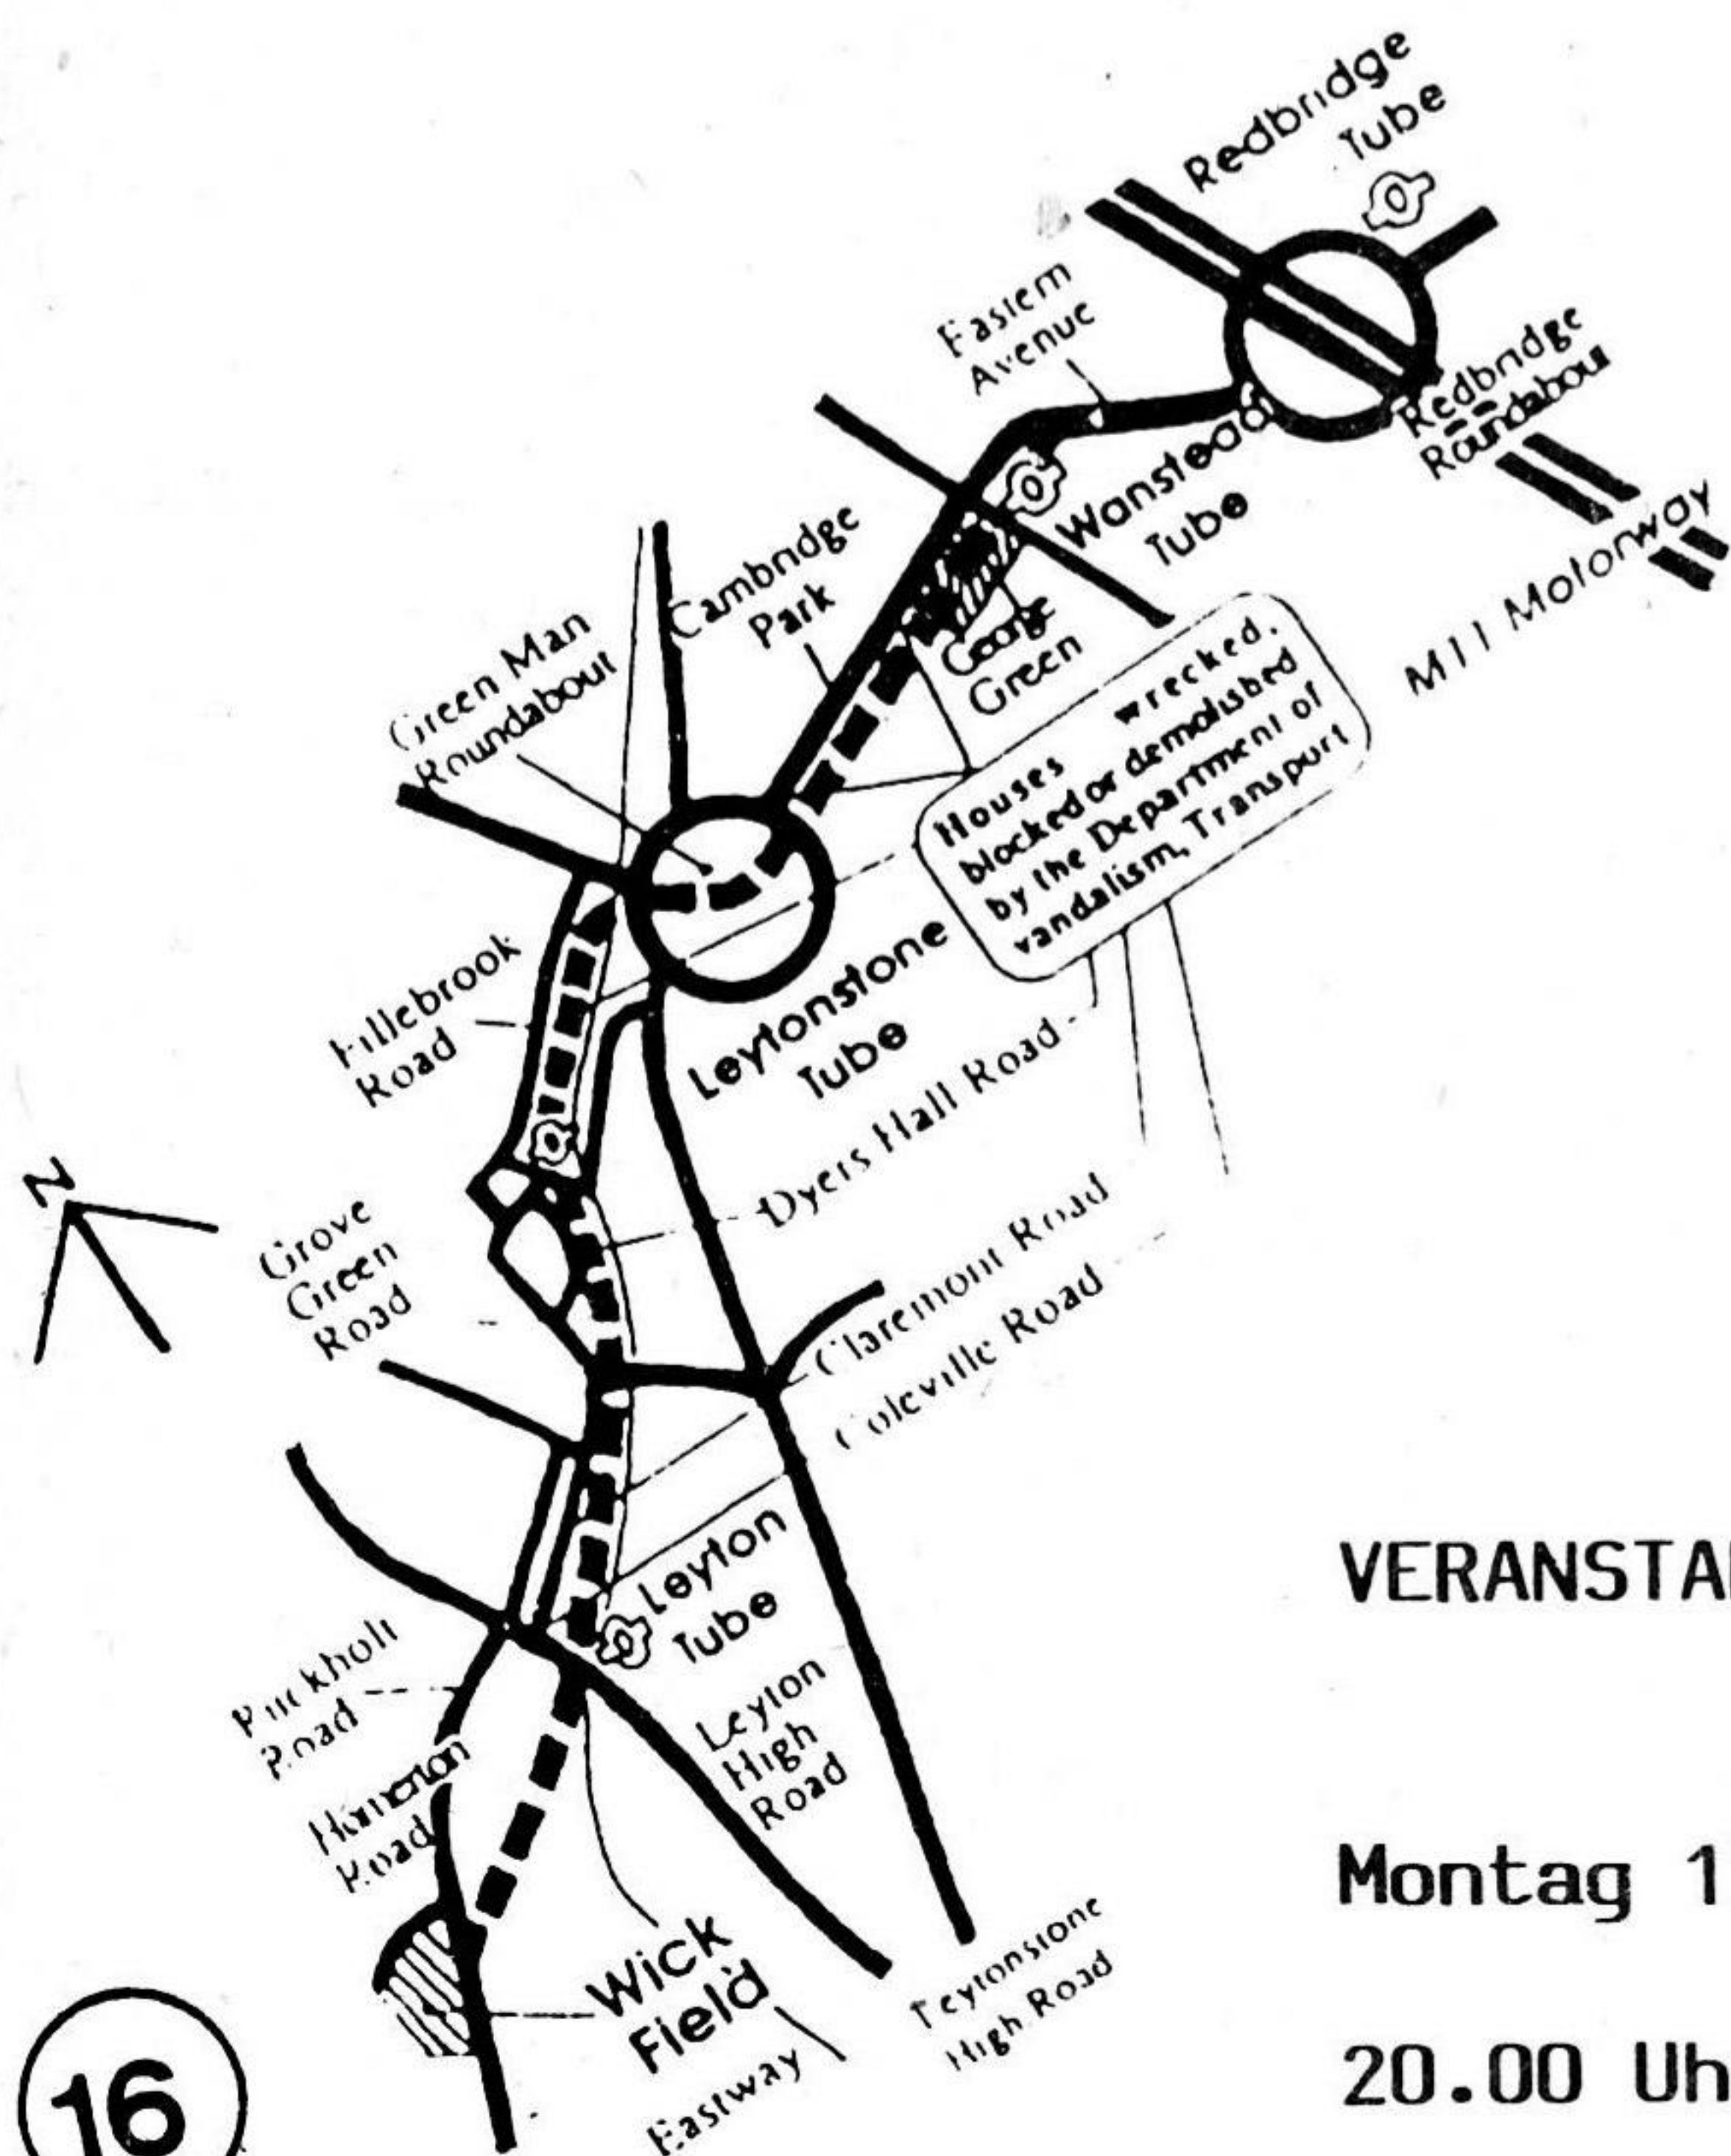 Redbridge
Tube
Eastern
Avenue
Redbridge
Roundabout
Wanstead
Tube
M11 Motorway
Cambridge
Park
George
Green
Green Man
Roundabout
Houses wrecked,
blocked or demolished
by the Department of
vandalism, Transport
Fillebrook
Road
Leytonstone
Tube
Dyers Hall Road
N
Grove
Green
Road
Claremont Road
Coleville Road
Leyton
Tube
Ruckholt
Road
Leyton
High
Road
Homerton
Road
Wick
Field
Eastway
Leytonstone
High Road
16
VERANSTA
Montag 1
20.00 Uh